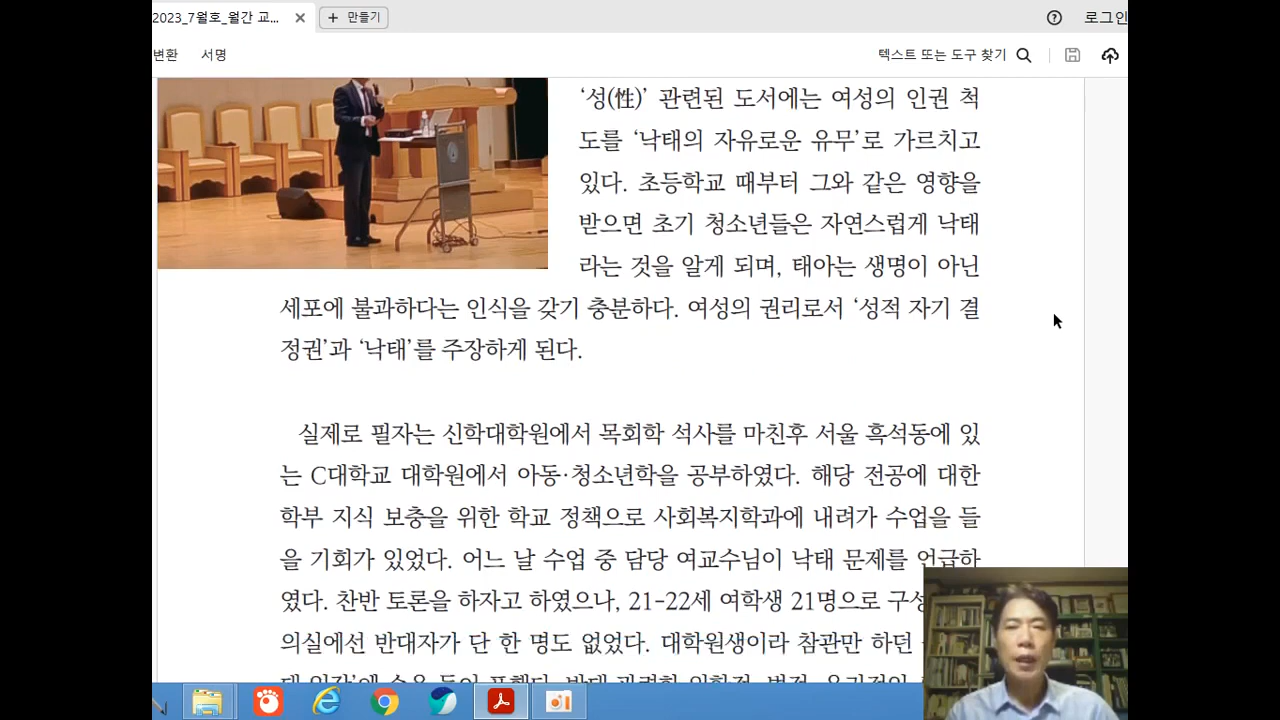 2023_7월호_월간 교...
만들기
로그인
변환 서명
텍스트 또는 도구 찾기
‘성(性)’ 관련된 도서에는 여성의 인권 척
도를 ‘낙태의 자유로운 유무’로 가르치고
있다. 초등학교 때부터 그와 같은 영향을
받으면 초기 청소년들은 자연스럽게 낙태
라는 것을 알게 되며, 태아는 생명이 아닌
세포에 불과하다는 인식을 갖기 충분하다. 여성의 권리로서 ‘성적 자기 결
정권’과 ‘낙태’를 주장하게 된다.
실제로 필자는 신학대학원에서 목회학 석사를 마친후 서울 흑석동에 있
는 C대학교 대학원에서 아동·청소년학을 공부하였다. 해당 전공에 대한
학부 지식 보충을 위한 학교 정책으로 사회복지학과에 내려가 수업을 들
을 기회가 있었다. 어느 날 수업 중 담당 여교수님이 낙태 문제를 언급하
였다. 찬반 토론을 하자고 하였으나, 21-22세 여학생 21명으로 구성
의실에선 반대자가 단 한 명도 없었다. 대학원생이라 참관만 하던